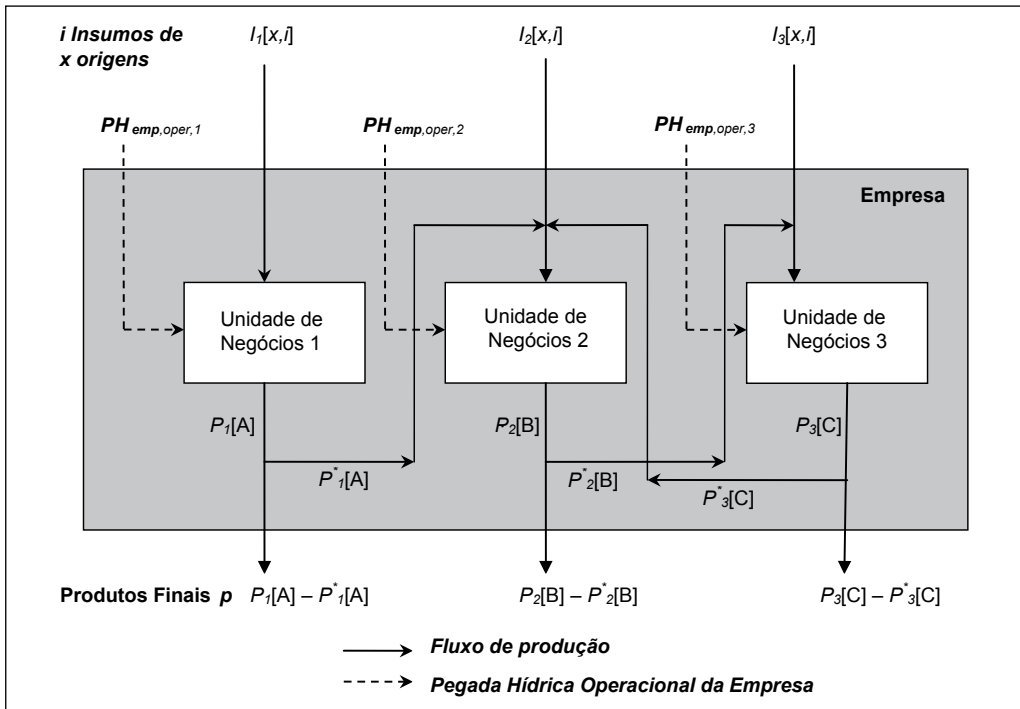 i Insumos de
x origens
I1[x,i]
I2[x,i]
I3[x,i]
PH emp,oper,1
PH emp,oper,2
PH emp,oper,3
Empresa
Unidade de
Negócios 1
Unidade de
Negócios 2
Unidade de
Negócios 3
P1[A]
P2[B]
P3[C]
P*1[A]
P*2[B]
P*3[C]
Produtos Finais p
P1[A] – P*1[A]
P2[B] – P*2[B]
P3[C] – P*3[C]
Fluxo de produção
Pegada Hídrica Operacional da Empresa